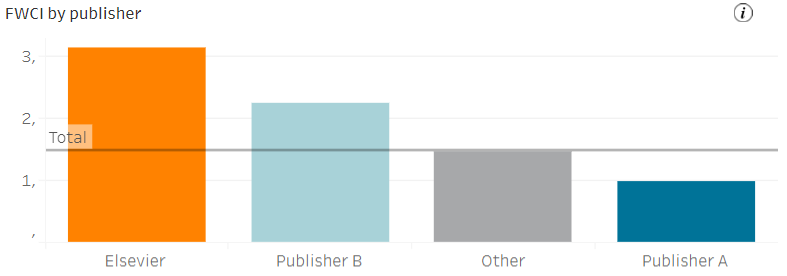 FWCI by publisher
i
3,
2,
Total
1,
,
Elsevier
Publisher B
Other
Publisher A